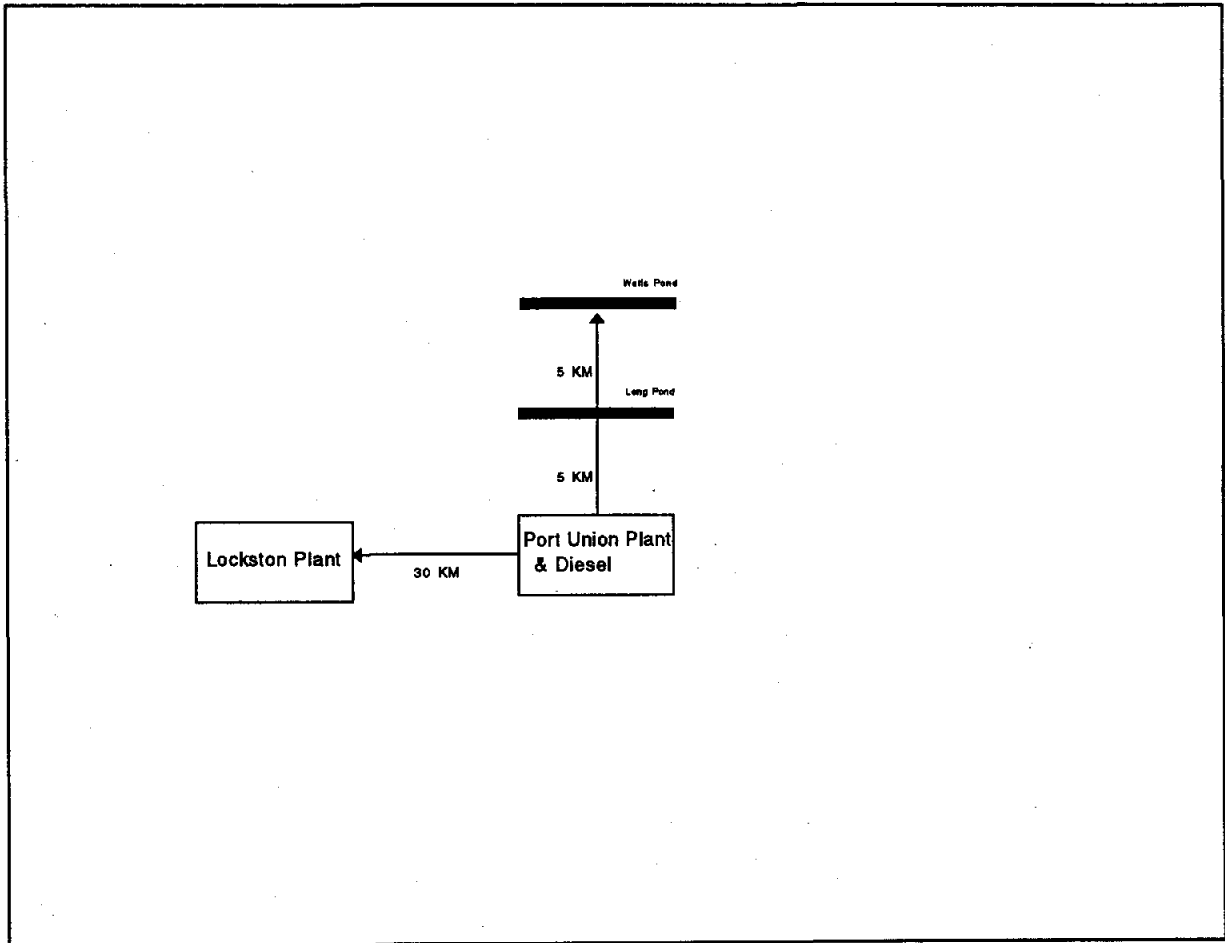 Wells Pond
5 KM
Long Pond
5 KM
Port Union Plant
& Diesel
Lockston Plant
30 KM